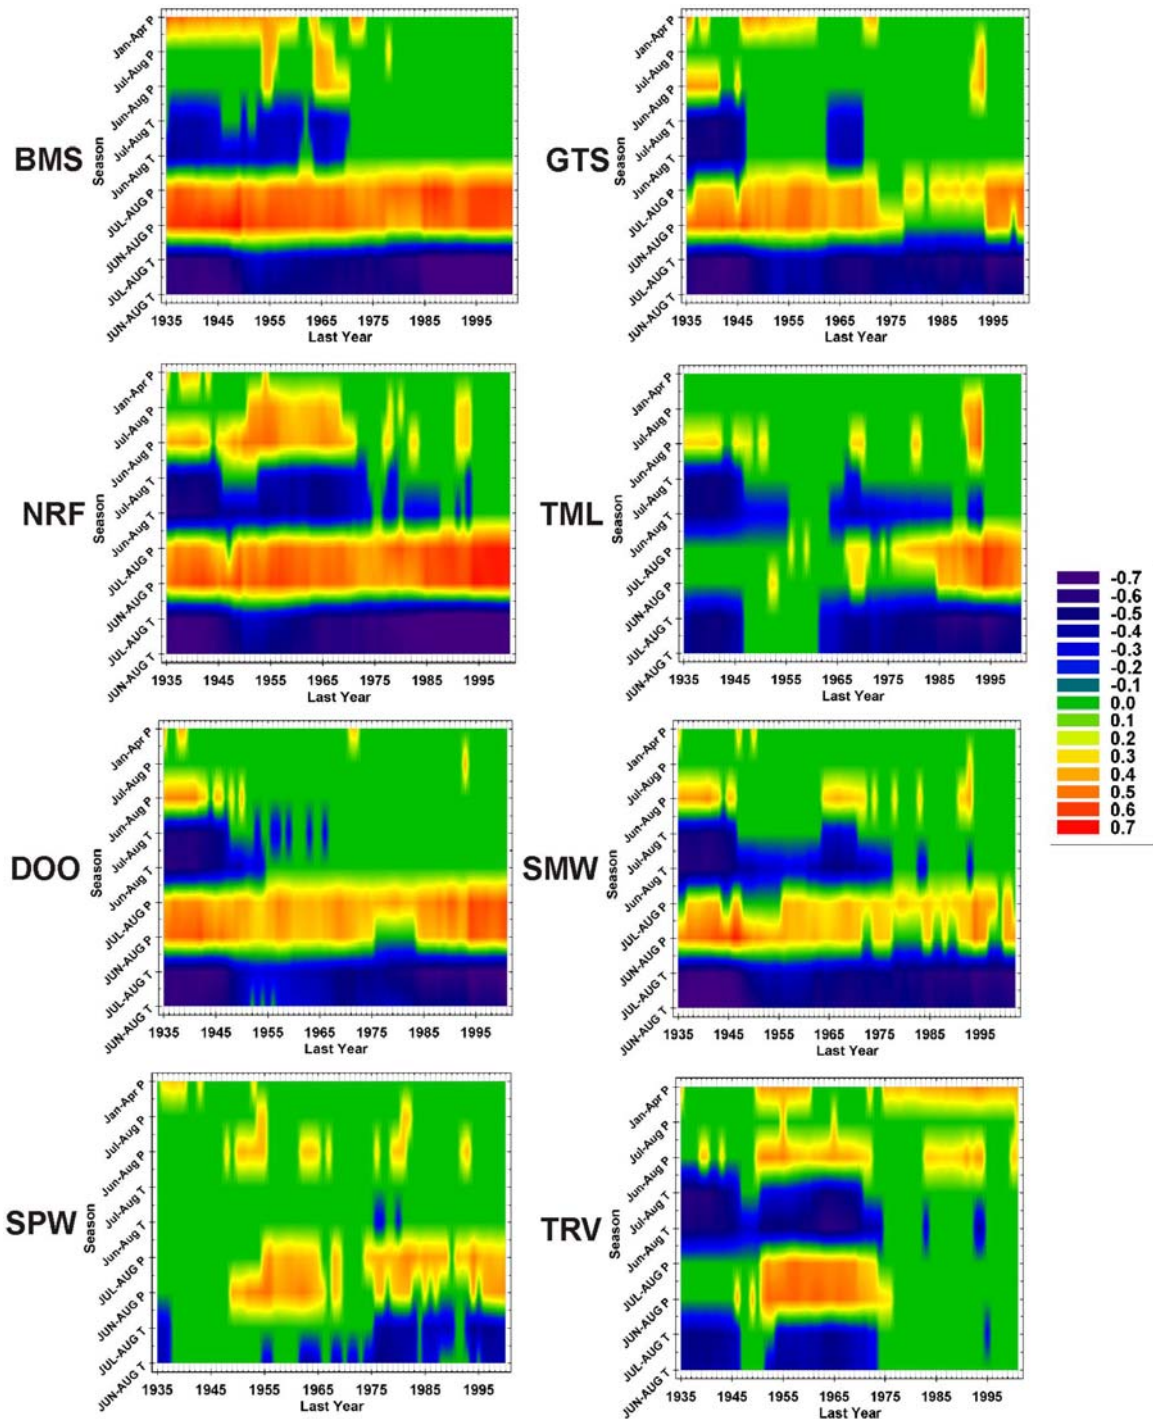 BMS
Season
Jan-Apr P
Jul-Aug P
Jun-Aug P
Jul-Aug T
Jun-Aug T
JUL-AUG P
JUN-AUG P
JUL-AUG T
JUN-AUG T
1935 1945 1955 1965 1975 1985 1995
Last Year
GTS
Season
Jan-Apr P
Jul-Aug P
Jun-Aug P
Jul-Aug T
Jun-Aug T
JUL-AUG P
JUN-AUG P
JUL-AUG T
JUN-AUG T
1935 1945 1955 1965 1975 1985 1995
Last Year
NRF
Season
Jan-Apr P
Jul-Aug P
Jun-Aug P
Jul-Aug T
Jun-Aug T
JUL-AUG P
JUN-AUG P
JUL-AUG T
JUN-AUG T
1935 1945 1955 1965 1975 1985 1995
Last Year
TML
Season
Jan-Apr P
Jul-Aug P
Jun-Aug P
Jul-Aug T
Jun-Aug T
JUL-AUG P
JUN-AUG P
JUL-AUG T
JUN-AUG T
1935 1945 1955 1965 1975 1985 1995
Last Year
-0.7
-0.6
-0.5
-0.4
-0.3
-0.2
-0.1
0.0
0.1
0.2
0.3
0.4
0.5
0.6
0.7
DOO
Season
Jan-Apr P
Jul-Aug P
Jun-Aug P
Jul-Aug T
Jun-Aug T
JUL-AUG P
JUN-AUG P
JUL-AUG T
JUN-AUG T
1935 1945 1955 1965 1975 1985 1995
Last Year
SMW
Season
Jan-Apr P
Jul-Aug P
Jun-Aug P
Jul-Aug T
Jun-Aug T
JUL-AUG P
JUN-AUG P
JUL-AUG T
JUN-AUG T
1935 1945 1955 1965 1975 1985 1995
Last Year
SPW
Season
Jan-Apr P
Jul-Aug P
Jun-Aug P
Jul-Aug T
Jun-Aug T
JUL-AUG P
JUN-AUG P
JUL-AUG T
JUN-AUG T
1935 1945 1955 1965 1975 1985 1995
Last Year
TRV
Season
Jan-Apr P
Jul-Aug P
Jun-Aug P
Jul-Aug T
Jun-Aug T
JUL-AUG P
JUN-AUG P
JUL-AUG T
JUN-AUG T
1935 1945 1955 1965 1975 1985 1995
Last Year